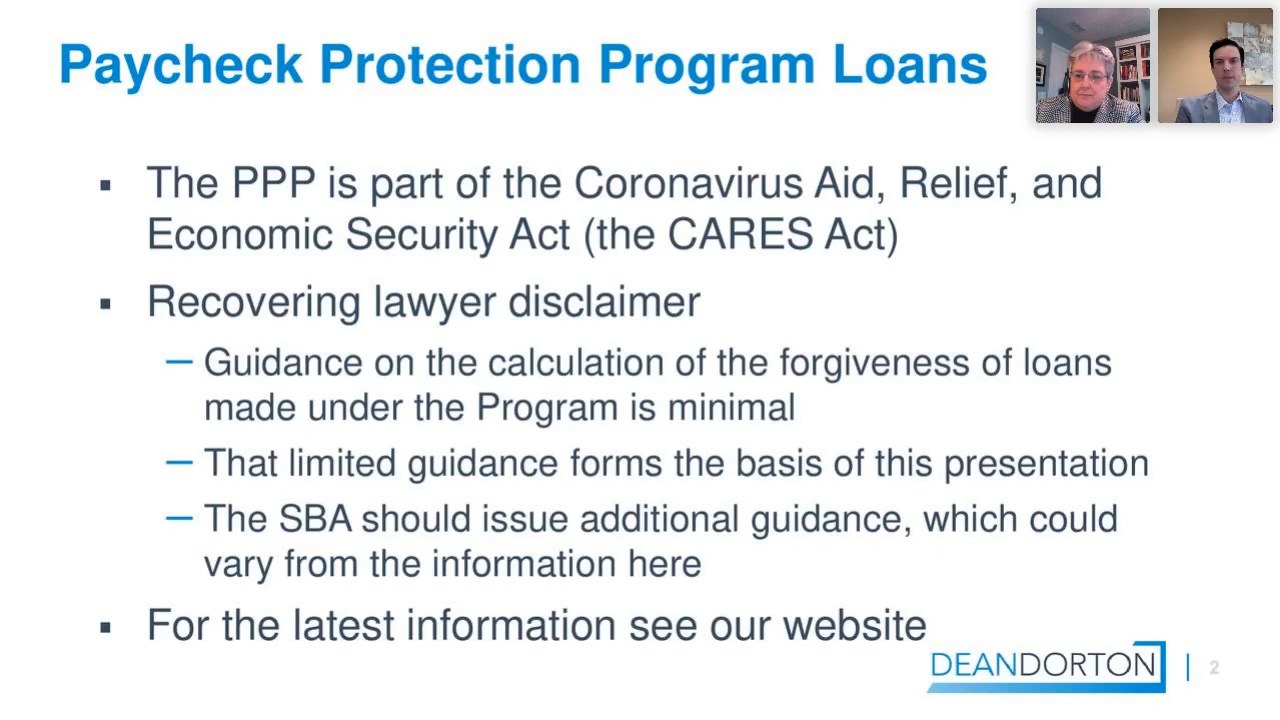 Paycheck Protection Program Loans
▪ The PPP is part of the Coronavirus Aid, Relief, and
Economic Security Act (the CARES Act)
▪ Recovering lawyer disclaimer
– Guidance on the calculation of the forgiveness of loans
made under the Program is minimal
– That limited guidance forms the basis of this presentation
– The SBA should issue additional guidance, which could
vary from the information here
▪ For the latest information see our website
DEANDORTON | 2